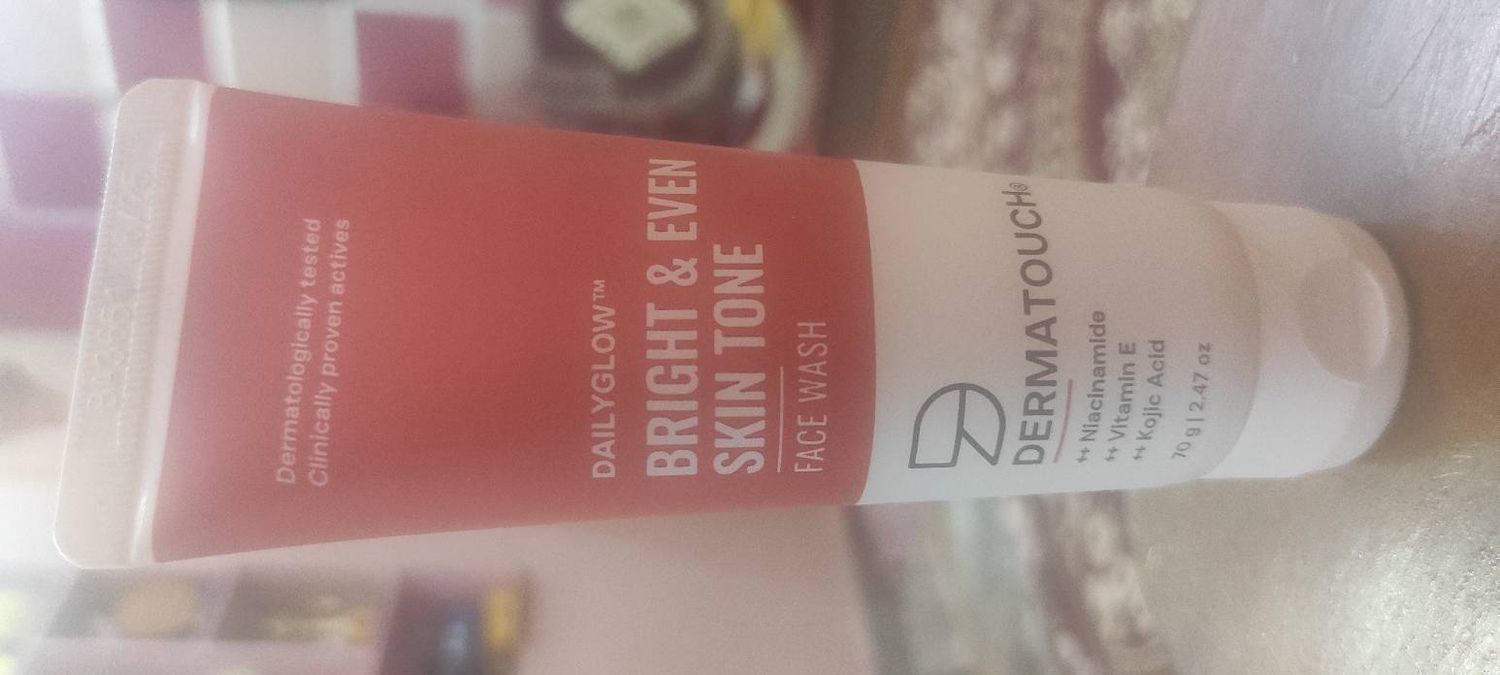 Dermatologically tested
Clinically proven actives
DAILYGLOW™
BRIGHT & EVEN
SKIN TONE
FACE WASH
DERMATOUCH®
++ Niacinamide
++ Vitamin E
++ Kojic Acid
70 g | 2.47 oz